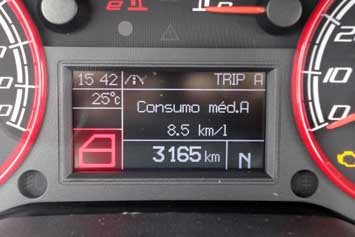 15 42 TRIP A
25°c
Consumo méd.A
8.5 km/l
3165 km N